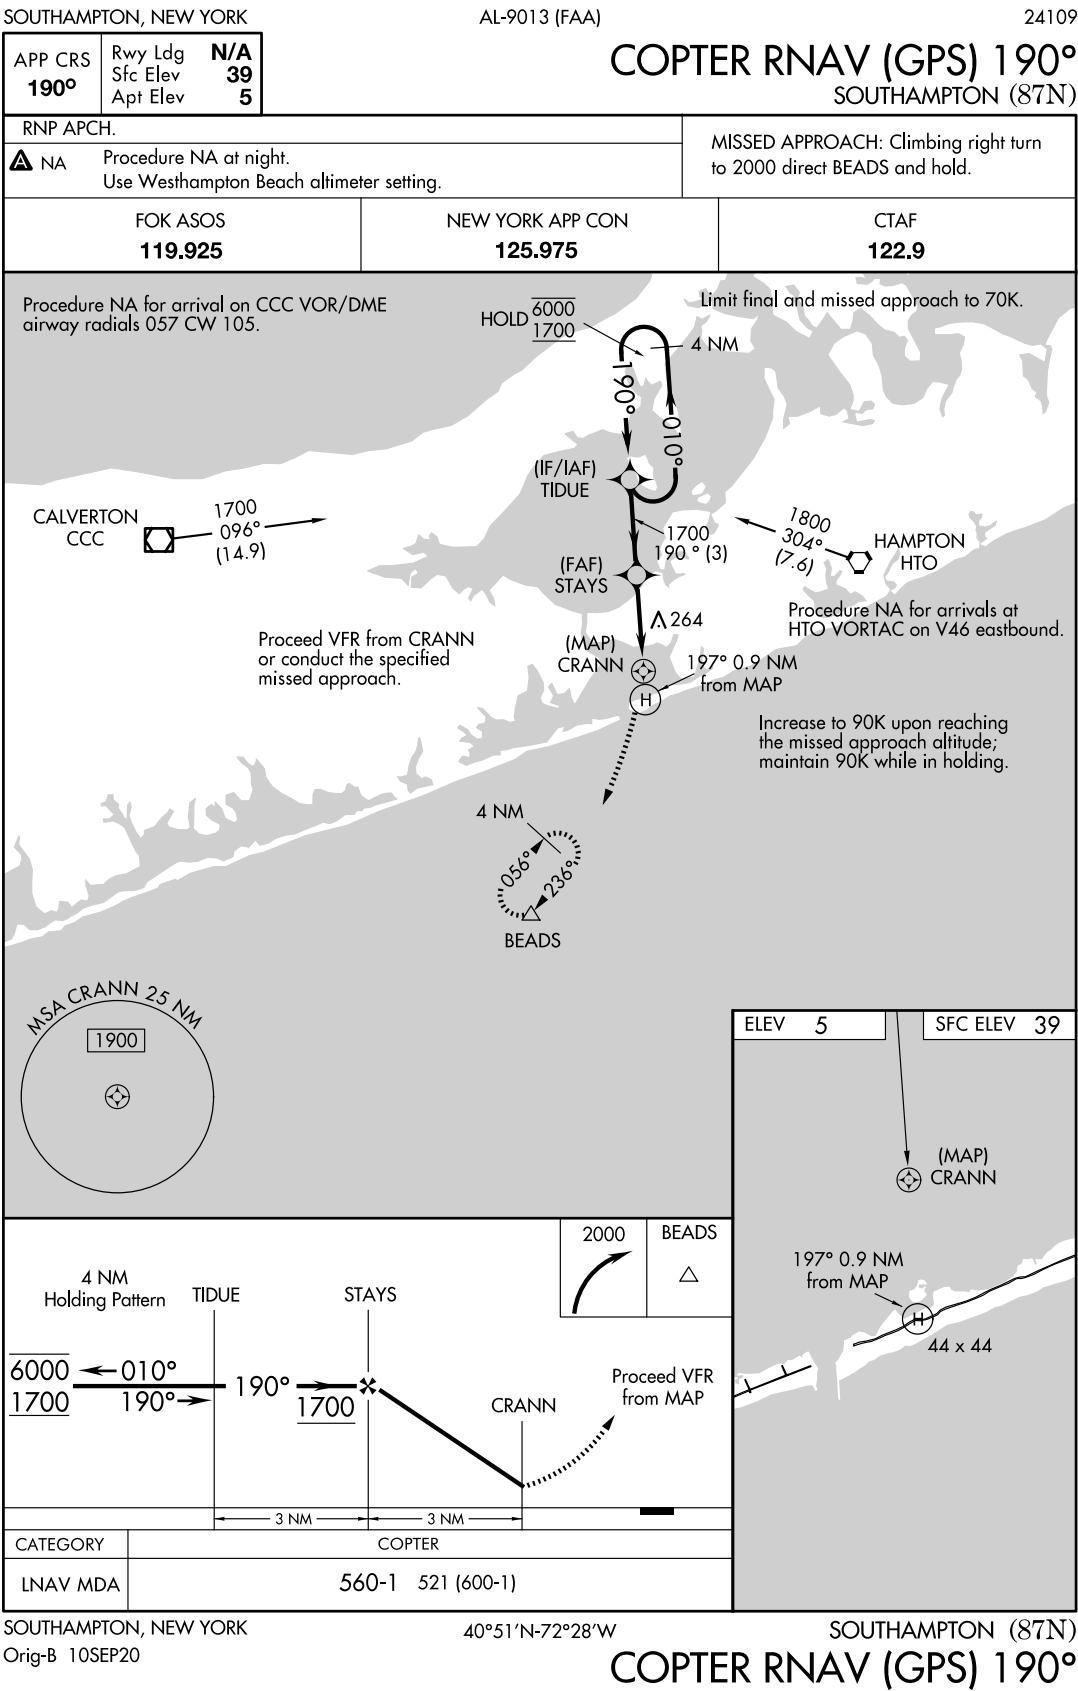 SOUTHAMPTON, NEW YORK
AL-9013 (FAA)
24109
APP CRS
190º
Rwy Ldg N/A
Sfc Elev 39
Apt Elev 5
COPTER RNAV (GPS) 190°
SOUTHAMPTON (87N)
RNP APCH.
A NA
Procedure NA at night.
Use Westhampton Beach altimeter setting.
MISSED APPROACH: Climbing right turn
to 2000 direct BEADS and hold.
FOK ASOS
119.925
NEW YORK APP CON
125.975
CTAF
122.9
Procedure NA for arrival on CCC VOR/DME
airway radials 057 CW 105.
HOLD 6000
1700
Limit final and missed approach to 70K.
4 NM
190°
010°
(IF/IAF)
TIDUE
CALVERTON
CCC
1700
096°
(14.9)
1700
190 ° (3)
1800
304°
(7.6)
HAMPTON
HTO
(FAF)
STAYS
264
Procedure NA for arrivals at
HTO VORTAC on V46 eastbound.
Proceed VFR from CRANN
or conduct the specified
missed approach.
(MAP)
CRANN
197° 0.9 NM
from MAP
H
Increase to 90K upon reaching
the missed approach altitude;
maintain 90K while in holding.
4 NM
056°
236°
BEADS
MSA CRANN 25 NM
1900
ELEV 5
SFC ELEV 39
(MAP)
CRANN
197° 0.9 NM
from MAP
H
44 x 44
2000
BEADS
4 NM
Holding Pattern
TIDUE
STAYS
6000
1700
010°
190°
190°
1700
CRANN
Proceed VFR
from MAP
3 NM
3 NM
CATEGORY
COPTER
LNAV MDA
560-1 521 (600-1)
SOUTHAMPTON, NEW YORK
Orig-B 10SEP20
40°51'N-72°28'W
SOUTHAMPTON (87N)
COPTER RNAV (GPS) 190°